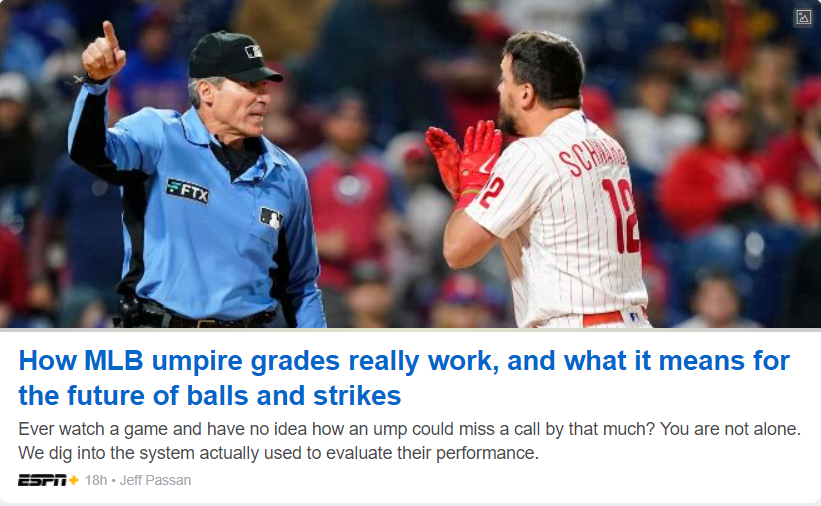 FTX
SCHWARB
12
12
How MLB umpire grades really work, and what it means for
the future of balls and strikes
Ever watch a game and have no idea how an ump could miss a call by that much? You are not alone.
We dig into the system actually used to evaluate their performance.
ESPN+ 18h • Jeff Passan